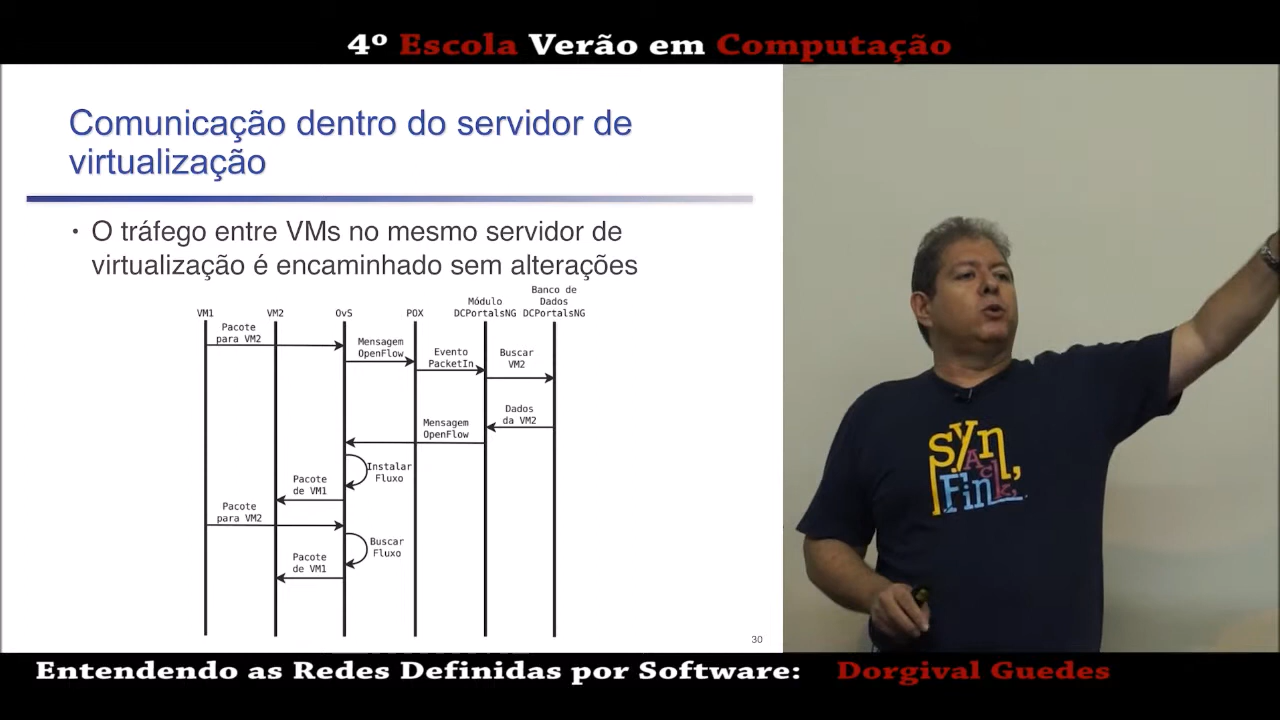 4º Escola Verão em Computação
Comunicação dentro do servidor de
virtualização
• O tráfego entre VMs no mesmo servidor de
virtualização é encaminhado sem alterações
VM1
VM2
OvS
POX
Módulo
DCPortalsNG
Banco de
Dados
DCPortalsNG
Pacote
para VM2
Mensagem
OpenFlow
Evento
PacketIn
Buscar
VM2
Dados
da VM2
Mensagem
OpenFlow
Instalar
Fluxo
Pacote
de VM1
Pacote
para VM2
Buscar
Fluxo
Pacote
de VM1
30
syn,
Ack,
Fin
Entendendo as Redes Definidas por Software: Dorgival Guedes